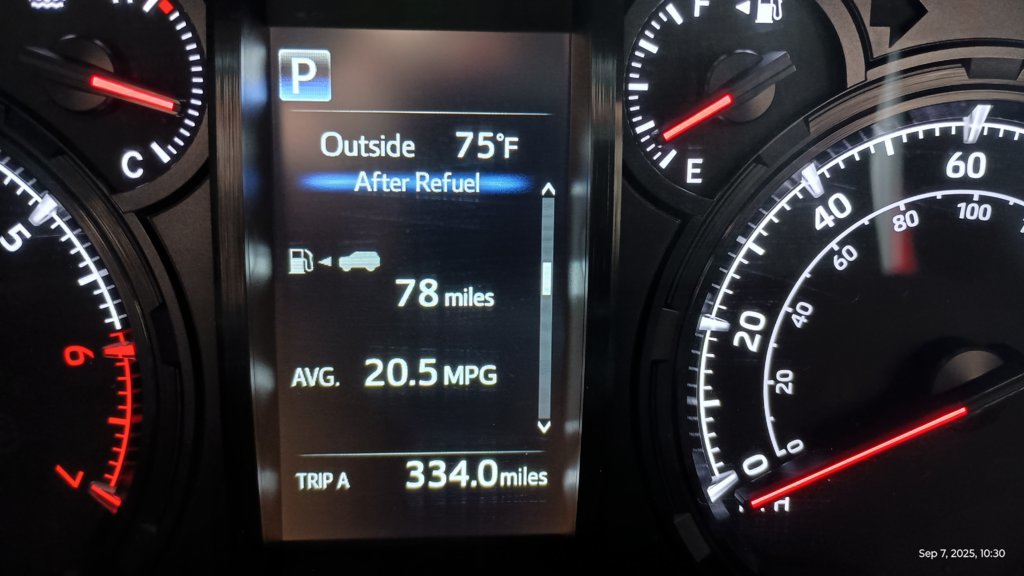 H
C
5
6
7
P
Outside 75°F
After Refuel
78 miles
AVG. 20.5 MPG
TRIP A 334.0 miles
F
E
0
20
40
60
0
20
40
60
80
100
Sep 7, 2025, 10:30